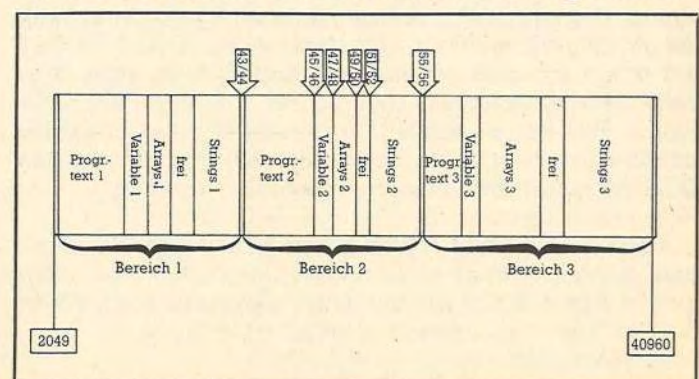 43/44
45/46
47/48
49/50
51/52
55/56
Progr.-
text 1
Variable 1
Arrays 1
frei
Strings 1
Progr.-
text 2
Variable 2
Arrays 2
frei
Strings 2
Progr.-
text 3
Variable 3
Arrays 3
frei
Strings 3
Bereich 1
Bereich 2
Bereich 3
2049
40960